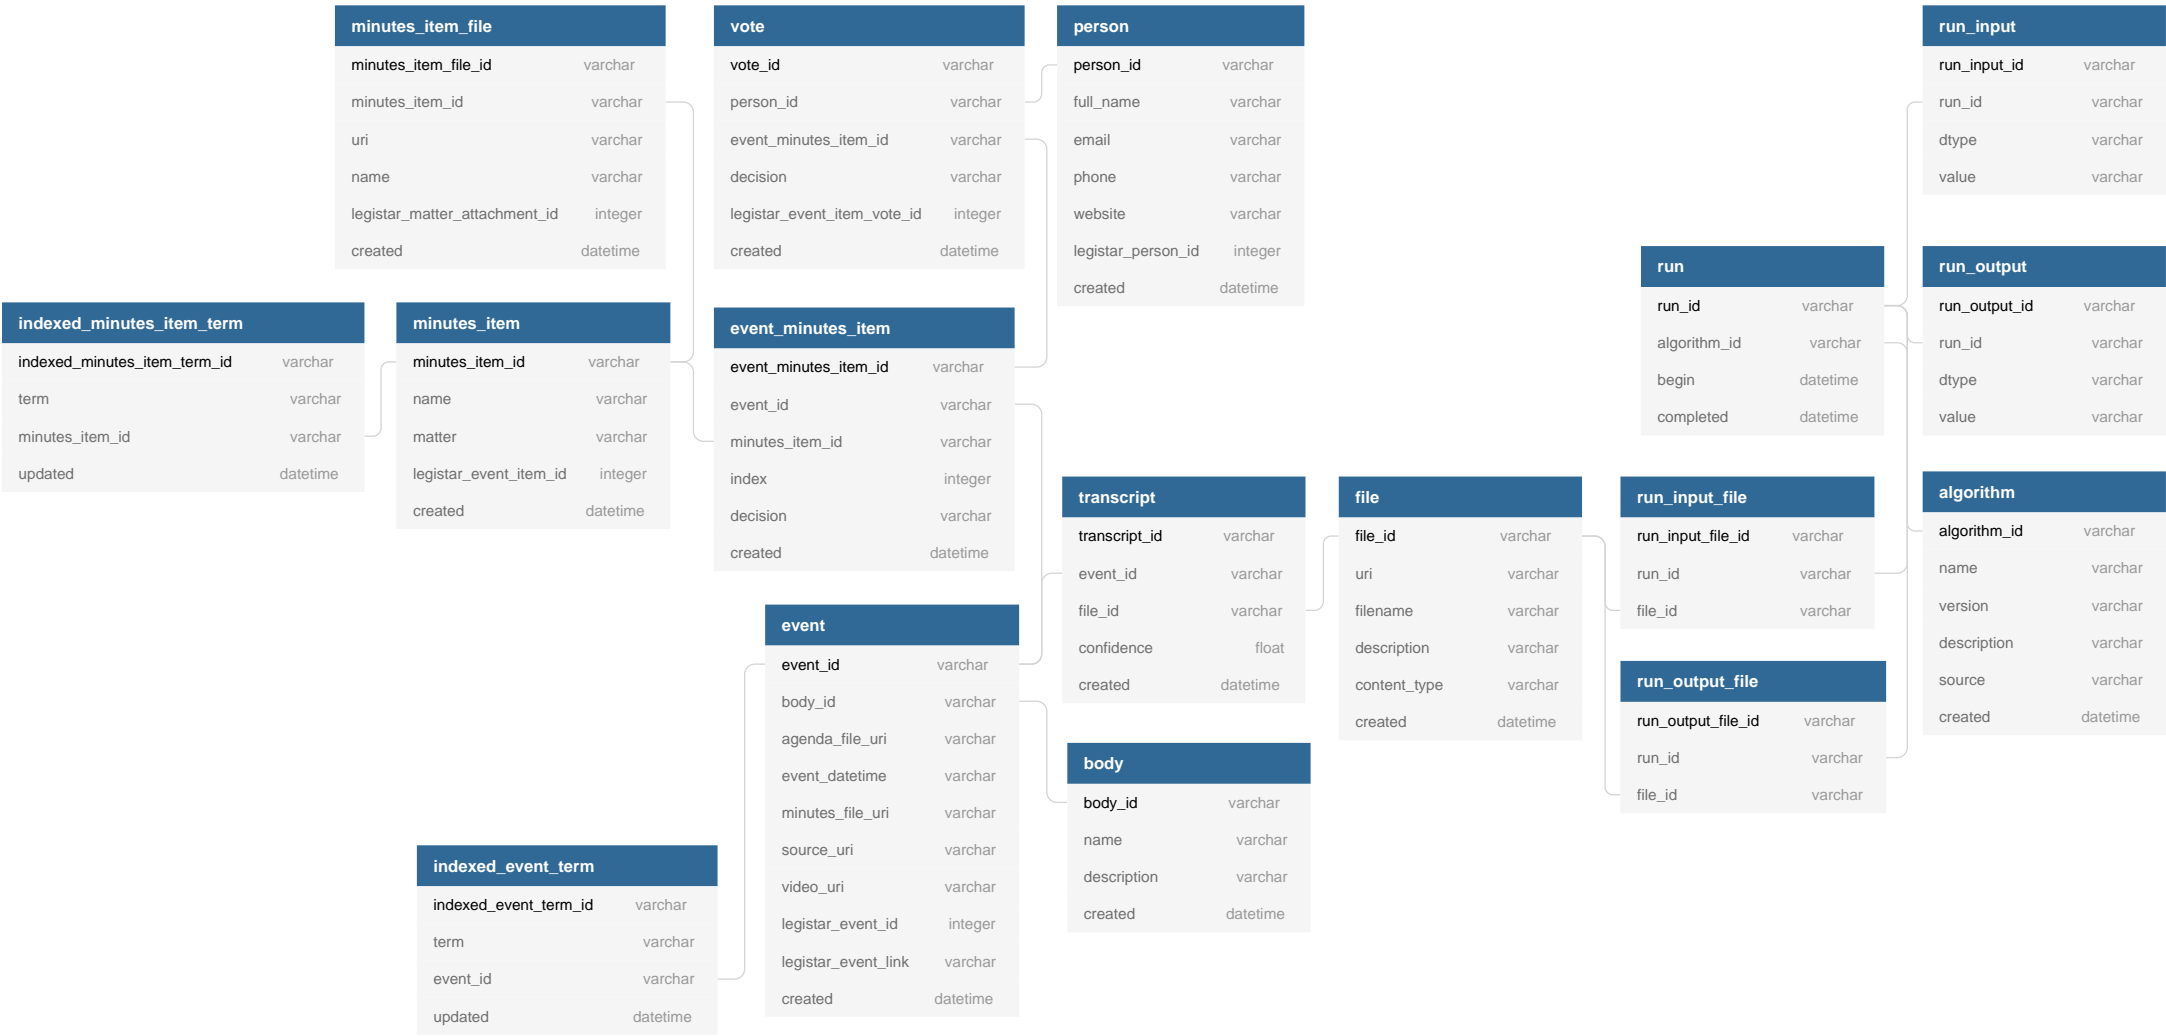 minutes_item_file
minutes_item_file_id varchar
minutes_item_id varchar
uri varchar
name varchar
legistar_matter_attachment_id integer
created datetime
vote
vote_id varchar
person_id varchar
event_minutes_item_id varchar
decision varchar
legistar_event_item_vote_id integer
created datetime
person
person_id varchar
full_name varchar
email varchar
phone varchar
website varchar
legistar_person_id integer
created datetime
run_input
run_input_id varchar
run_id varchar
dtype varchar
value varchar
run
run_id varchar
algorithm_id varchar
begin datetime
completed datetime
run_output
run_output_id varchar
run_id varchar
dtype varchar
value varchar
indexed_minutes_item_term
indexed_minutes_item_term_id varchar
term varchar
minutes_item_id varchar
updated datetime
minutes_item
minutes_item_id varchar
name varchar
matter varchar
legistar_event_item_id integer
created datetime
event_minutes_item
event_minutes_item_id varchar
event_id varchar
minutes_item_id varchar
index integer
decision varchar
created datetime
transcript
transcript_id varchar
event_id varchar
file_id varchar
confidence float
created datetime
file
file_id varchar
uri varchar
filename varchar
description varchar
content_type varchar
created datetime
run_input_file
run_input_file_id varchar
run_id varchar
file_id varchar
algorithm
algorithm_id varchar
name varchar
version varchar
description varchar
source varchar
created datetime
event
event_id varchar
body_id varchar
agenda_file_uri varchar
event_datetime varchar
minutes_file_uri varchar
source_uri varchar
video_uri varchar
legistar_event_id integer
legistar_event_link varchar
created datetime
run_output_file
run_output_file_id varchar
run_id varchar
file_id varchar
body
body_id varchar
name varchar
description varchar
created datetime
indexed_event_term
indexed_event_term_id varchar
term varchar
event_id varchar
updated datetime